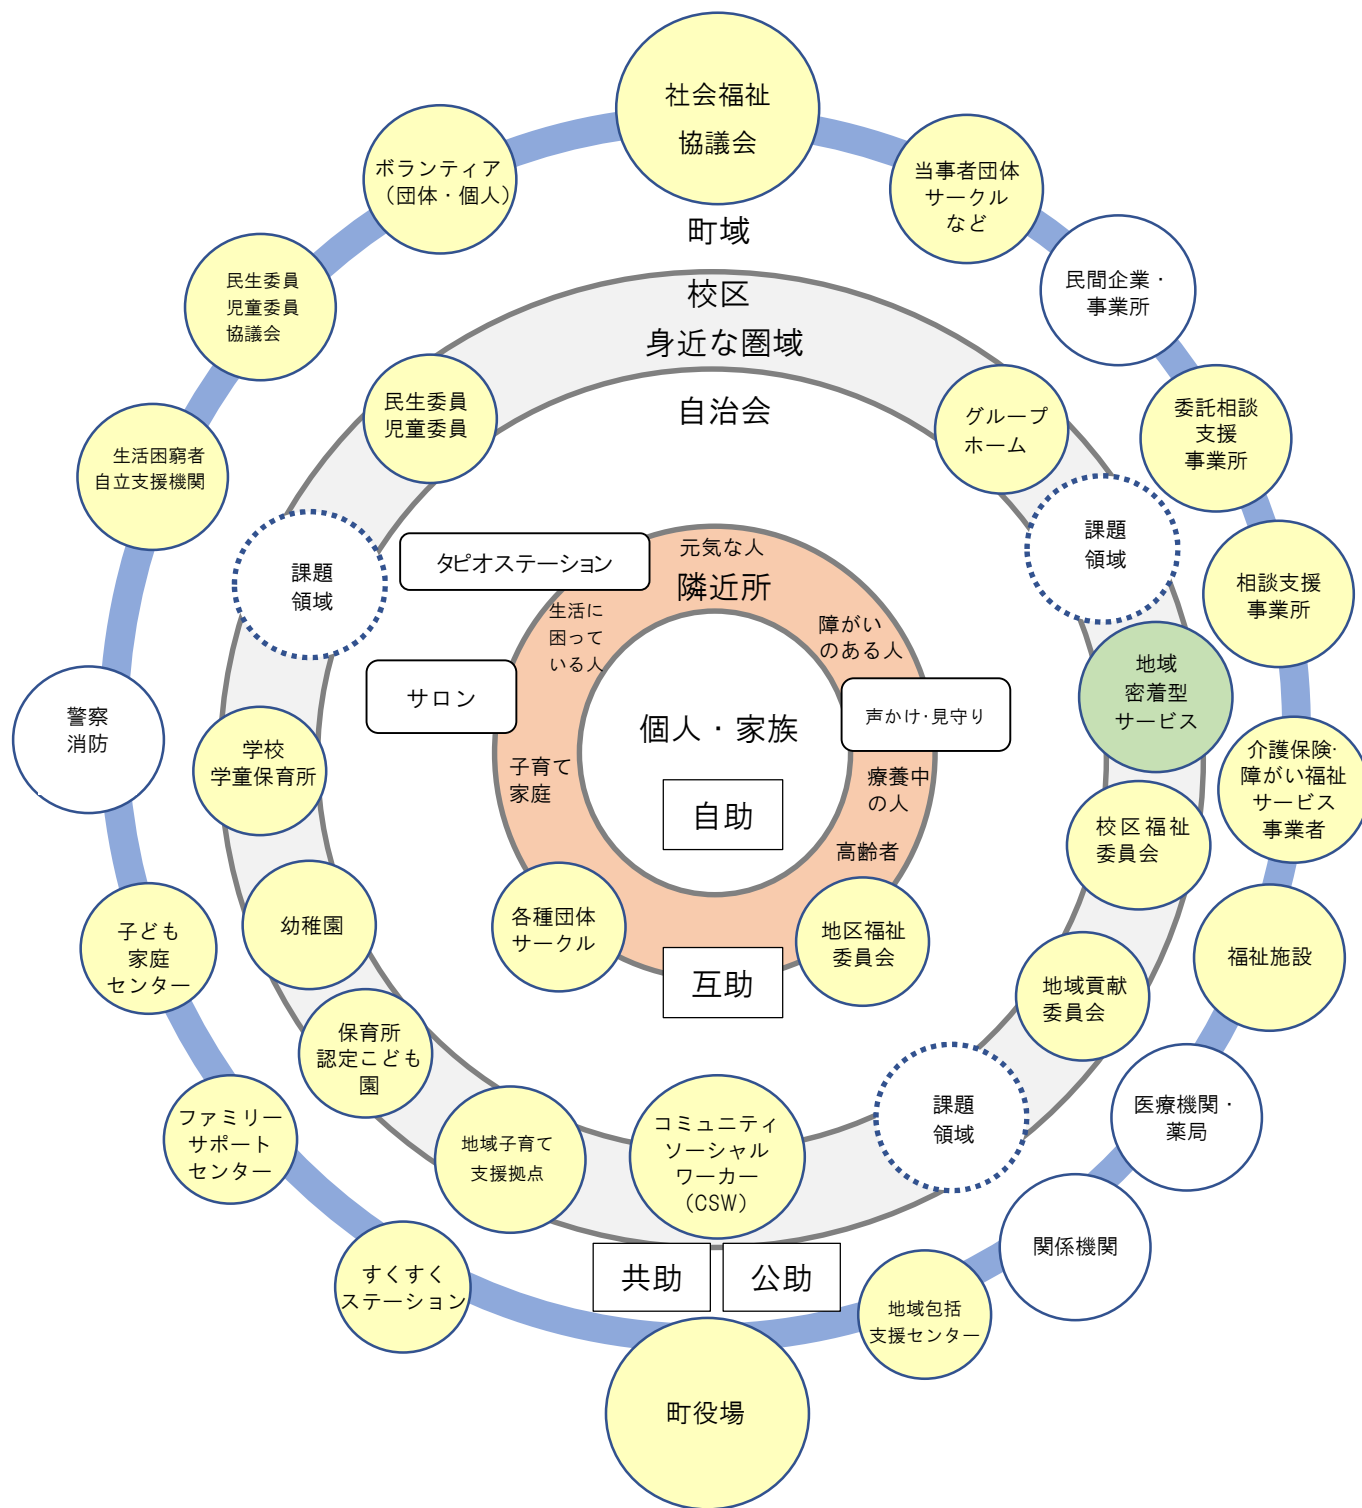 社会福祉
協議会
ボランティア
（団体・個人）
当事者団体
サークル
など
町域
民生委員
児童委員
協議会
民間企業・
事業所
校区
身近な圏域
民生委員
児童委員
自治会
グループ
ホーム
委託相談
支援
事業所
生活困窮者
自立支援機関
課題
領域
課題
領域
タピオステーション
元気な人
隣近所
相談支援
事業所
生活に
困って
いる人
障がい
のある人
地域
密着型
サービス
サロン
声かけ・見守り
警察
消防
個人・家族
学校
学童保育所
子育て
家庭
療養中
の人
介護保険・
障がい福祉
サービス
事業者
自助
校区福祉
委員会
高齢者
幼稚園
各種団体
サークル
地区福祉
委員会
子ども
家庭
センター
福祉施設
互助
地域貢献
委員会
保育所
認定こども
園
ファミリー
サポート
センター
地域子育て
支援拠点
コミュニティ
ソーシャル
ワーカー
（CSW）
課題
領域
医療機関・
薬局
関係機関
すくすく
ステーション
共助
公助
地域包括
支援センター
町役場